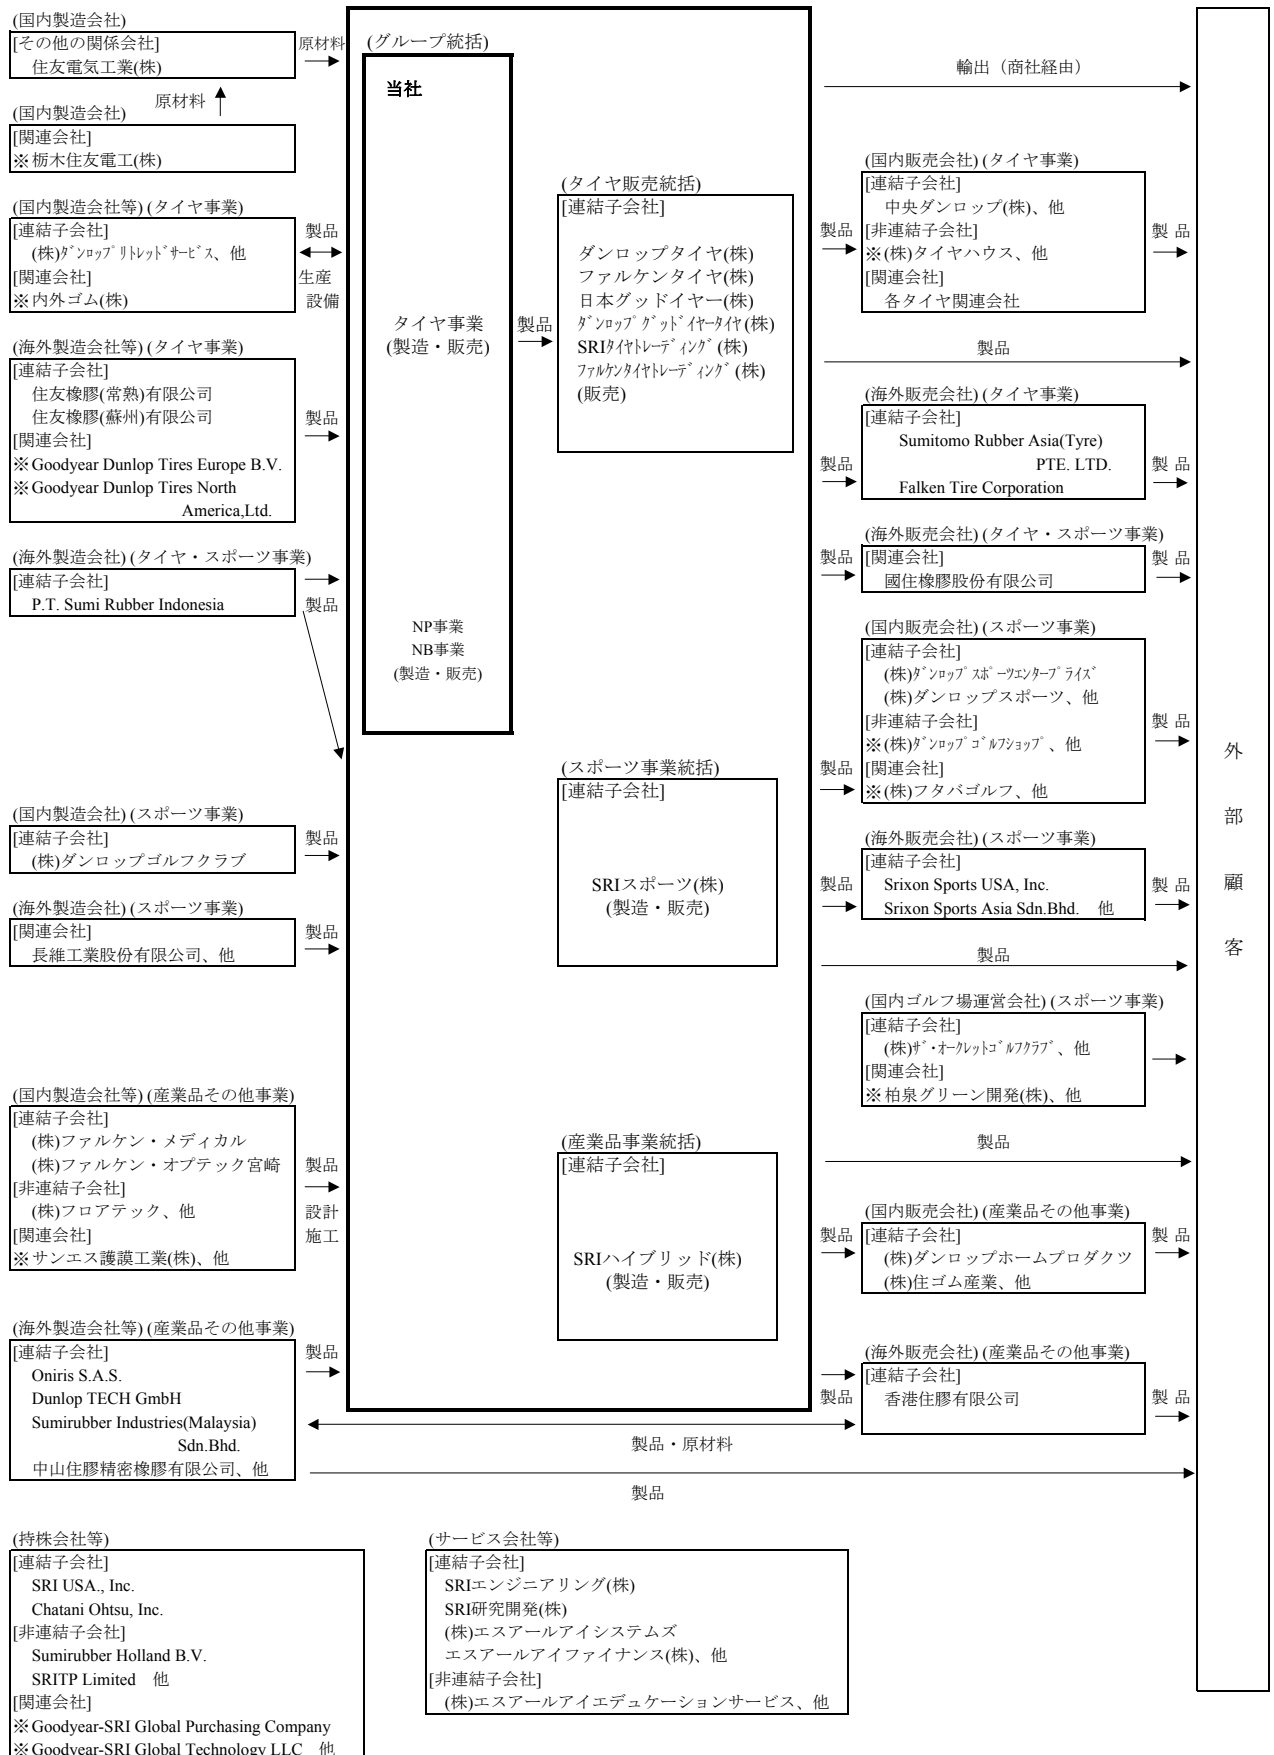 (国内製造会社)
[その他の関係会社]
住友電気工業(株)
原材料
原材料
(国内製造会社)
[関連会社]
※栃木住友電工(株)
(国内製造会社等) (タイヤ事業)
[連結子会社]
(株)ﾀﾞﾝﾛｯﾌﾟﾘﾄﾚｯﾄﾞｻｰﾋﾞｽ、他
[関連会社]
※内外ゴム(株)
製品
生産
設備
(海外製造会社等) (タイヤ事業)
[連結子会社]
住友橡膠(常熟)有限公司
住友橡膠(蘇州)有限公司
[関連会社]
※Goodyear Dunlop Tires Europe B.V.
※Goodyear Dunlop Tires North
America,Ltd.
製品
(海外製造会社) (タイヤ・スポーツ事業)
[連結子会社]
P.T. Sumi Rubber Indonesia
製品
(国内製造会社) (スポーツ事業)
[連結子会社]
(株)ダンロップゴルフクラブ
製品
(海外製造会社) (スポーツ事業)
[関連会社]
長維工業股份有限公司、他
製品
(国内製造会社等) (産業品その他事業)
[連結子会社]
(株)ファルケン・メディカル
(株)ファルケン・オプテック宮崎
[非連結子会社]
(株)フロアテック、他
[関連会社]
※サンエス護謨工業(株)、他
製品
設計
施工
(海外製造会社等) (産業品その他事業)
[連結子会社]
Oniris S.A.S.
Dunlop TECH GmbH
Sumirubber Industries(Malaysia)
Sdn.Bhd.
中山住膠精密橡膠有限公司、他
製品
(グループ統括)
当社
タイヤ事業
(製造・販売)
NP事業
NB事業
(製造・販売)
製品
(タイヤ販売統括)
[連結子会社]
ダンロップタイヤ(株)
ファルケンタイヤ(株)
日本グッドイヤー(株)
ﾀﾞﾝﾛｯﾌﾟｸﾞｯﾄﾞｲﾔｰﾀｲﾔ(株)
SRIﾀｲﾔﾄﾚｰﾃﾞｨﾝｸﾞ(株)
ﾌｧﾙｹﾝﾀｲﾔﾄﾚｰﾃﾞｨﾝｸﾞ(株)
(販売)
(スポーツ事業統括)
[連結子会社]
SRIスポーツ(株)
(製造・販売)
(産業品事業統括)
[連結子会社]
SRIハイブリッド(株)
(製造・販売)
輸出（商社経由）
(国内販売会社) (タイヤ事業)
[連結子会社]
中央ダンロップ(株)、他
[非連結子会社]
※(株)タイヤハウス、他
[関連会社]
各タイヤ関連会社
製品
製 品
製品
(海外販売会社) (タイヤ事業)
[連結子会社]
Sumitomo Rubber Asia(Tyre)
PTE. LTD.
Falken Tire Corporation
製品
製 品
(海外販売会社) (タイヤ・スポーツ事業)
[関連会社]
國住橡膠股份有限公司
製品
製 品
(国内販売会社) (スポーツ事業)
[連結子会社]
(株)ﾀﾞﾝﾛｯﾌﾟｽﾎﾟｰﾂｴﾝﾀｰﾌﾟﾗｲｽﾞ
(株)ダンロップスポーツ、他
[非連結子会社]
※(株)ﾀﾞﾝﾛｯﾌﾟｺﾞﾙﾌｼｮｯﾌﾟ、他
[関連会社]
※(株)フタバゴルフ、他
製品
製 品
(海外販売会社) (スポーツ事業)
[連結子会社]
Srixon Sports USA, Inc.
Srixon Sports Asia Sdn.Bhd. 他
製品
製 品
製品
(国内ゴルフ場運営会社) (スポーツ事業)
[連結子会社]
(株)ｻﾞ・ｵｰｸﾚｯﾄｺﾞﾙﾌｸﾗﾌﾞ、他
[関連会社]
※柏泉グリーン開発(株)、他
製品
(国内販売会社) (産業品その他事業)
[連結子会社]
(株)ダンロップホームプロダクツ
(株)住ゴム産業、他
製品
製 品
(海外販売会社) (産業品その他事業)
[連結子会社]
香港住膠有限公司
製品
製 品
製品・原材料
製品
外
部
顧
客
(持株会社等)
[連結子会社]
SRI USA., Inc.
Chatani Ohtsu, Inc.
[非連結子会社]
Sumirubber Holland B.V.
SRITP Limited 他
[関連会社]
※Goodyear-SRI Global Purchasing Company
※Goodyear-SRI Global Technology LLC 他
(サービス会社等)
[連結子会社]
SRIエンジニアリング(株)
SRI研究開発(株)
(株)エスアールアイシステムズ
エスアールアイファイナンス(株)、他
[非連結子会社]
(株)エスアールアイエデュケーションサービス、他